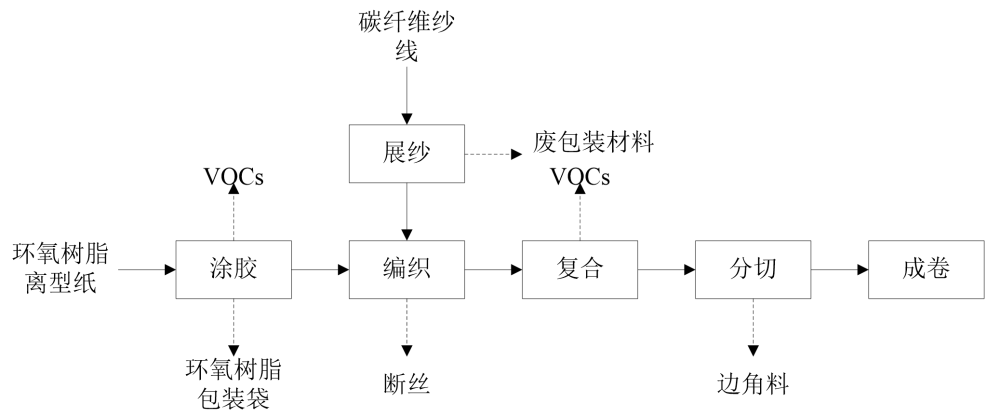 碳纤维纱
线
展纱
废包装材料
VOCs
VOCs
环氧树脂
离型纸
涂胶
编织
复合
分切
成卷
环氧树脂
包装袋
断丝
边角料